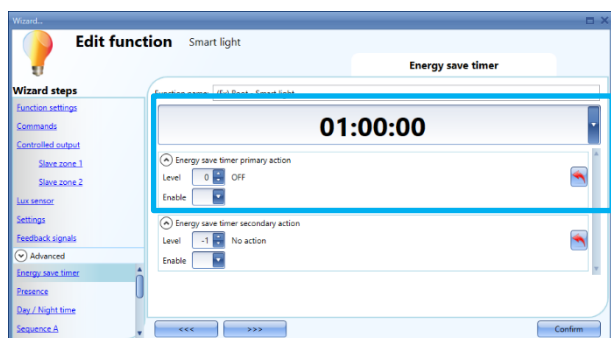 Wizard...
Edit function Smart light
Energy save timer
Wizard steps
Function name:
Function settings
01:00:00
Commands
Controlled output
Slave zone 1
Slave zone 2
Lux sensor
Settings
Feedback signals
Advanced
Energy save timer
Presence
Day / Night time
Sequence A
Energy save timer primary action
Level 0 OFF
Enable
Energy save timer secondary action
Level -1 No action
Enable
<<< >>> Confirm